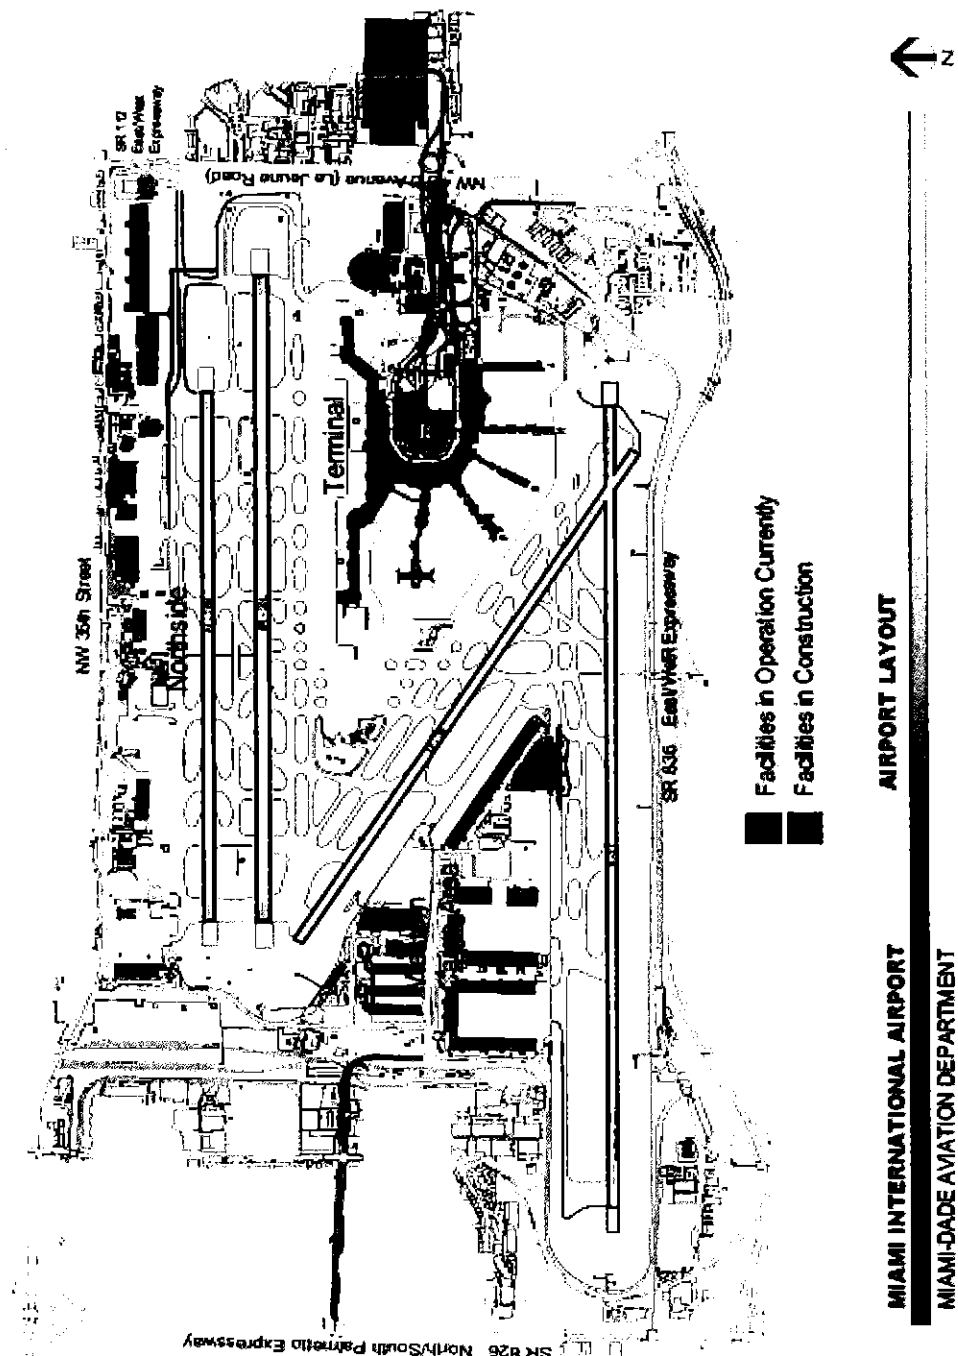 SR 112
East/West
Expressway
NW 36th Street
Northside
Terminal
Avenue (Le Jeune Road)
NW
SR 836 East/West Expressway
SR 826 North/South Palmetto Expressway
Facilities in Operation Currently
Facilities in Construction
N
MIAMI INTERNATIONAL AIRPORT AIRPORT LAYOUT
MIAMI-DADE AVIATION DEPARTMENT